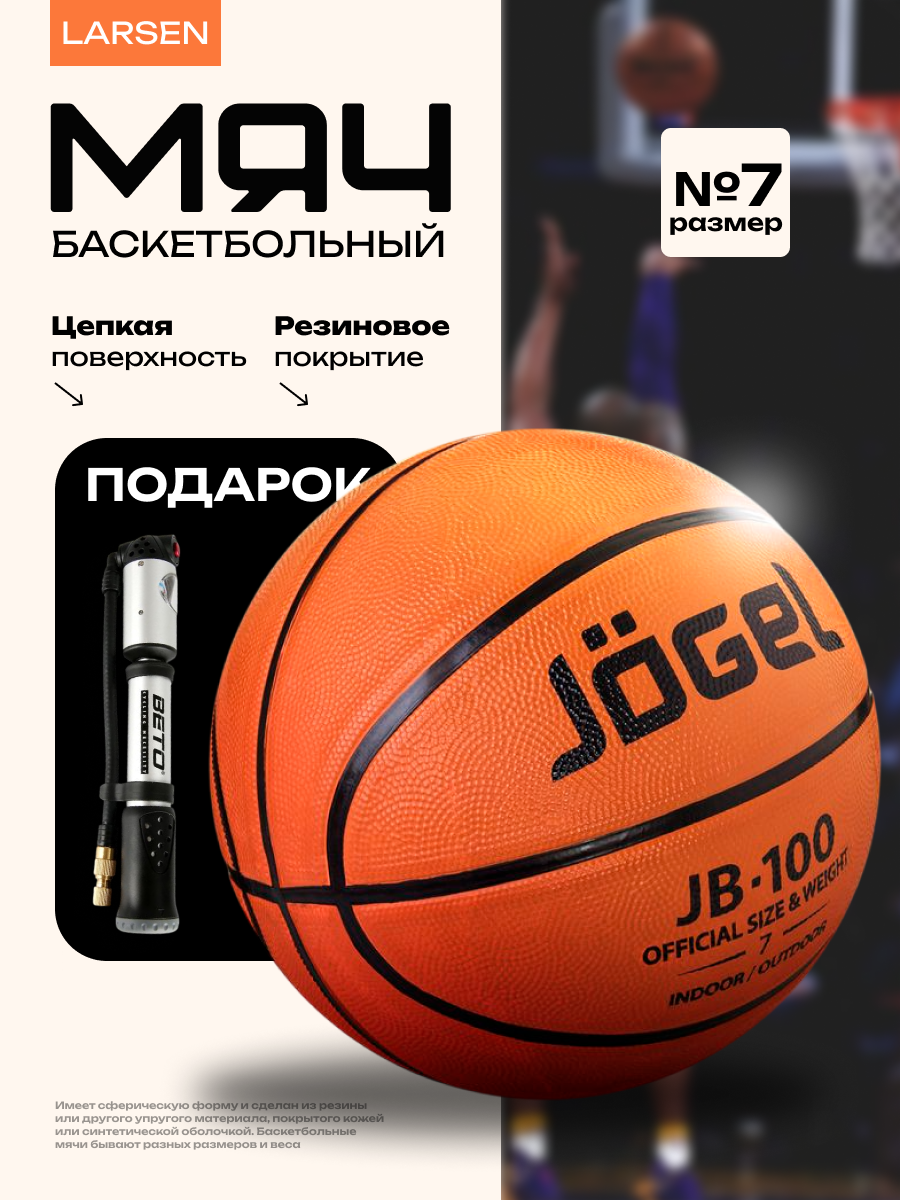 LARSEN
МЯЧ
БАСКЕТБОЛЬНЫЙ
№7
размер
Цепкая
поверхность
Резиновое
покрытие
ПОДАРОК
BETO
JÖGEL
JB-100
OFFICIAL SIZE & WEIGHT
7
INDOOR / OUTDOOR
Имеет сферическую форму и сделан из резины
или другого упругого материала, покрытого кожей
или синтетической оболочкой. Баскетбольные
мячи бывают разных размеров и веса